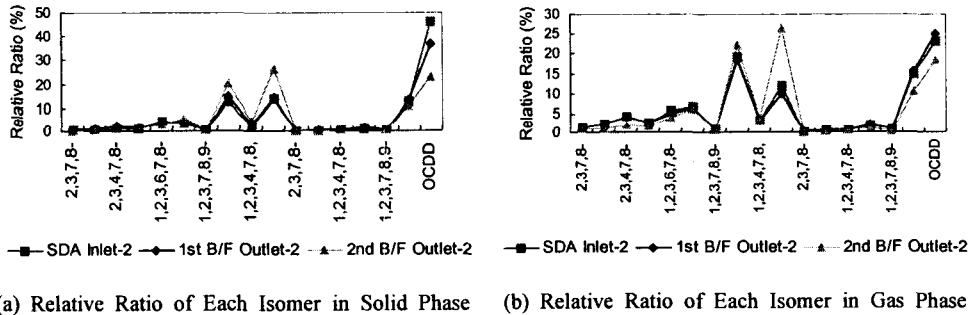 Relative Ratio (%)
50
40
30
20
10
0
2,3,7,8-
2,3,4,7,8-
1,2,3,6,7,8-
1,2,3,7,8,9-
1,2,3,4,7,8,
2,3,7,8-
1,2,3,4,7,8-
1,2,3,7,8,9-
OCDD
SDA Inlet-2
1st B/F Outlet-2
2nd B/F Outlet-2
(a) Relative Ratio of Each Isomer in Solid Phase
Relative Ratio (%)
30
25
20
15
10
5
0
2,3,7,8-
2,3,4,7,8-
1,2,3,6,7,8-
1,2,3,7,8,9-
1,2,3,4,7,8,
2,3,7,8-
1,2,3,4,7,8-
1,2,3,7,8,9-
OCDD
SDA Inlet-2
1st B/F Outlet-2
2nd B/F Outlet-2
(b) Relative Ratio of Each Isomer in Gas Phase